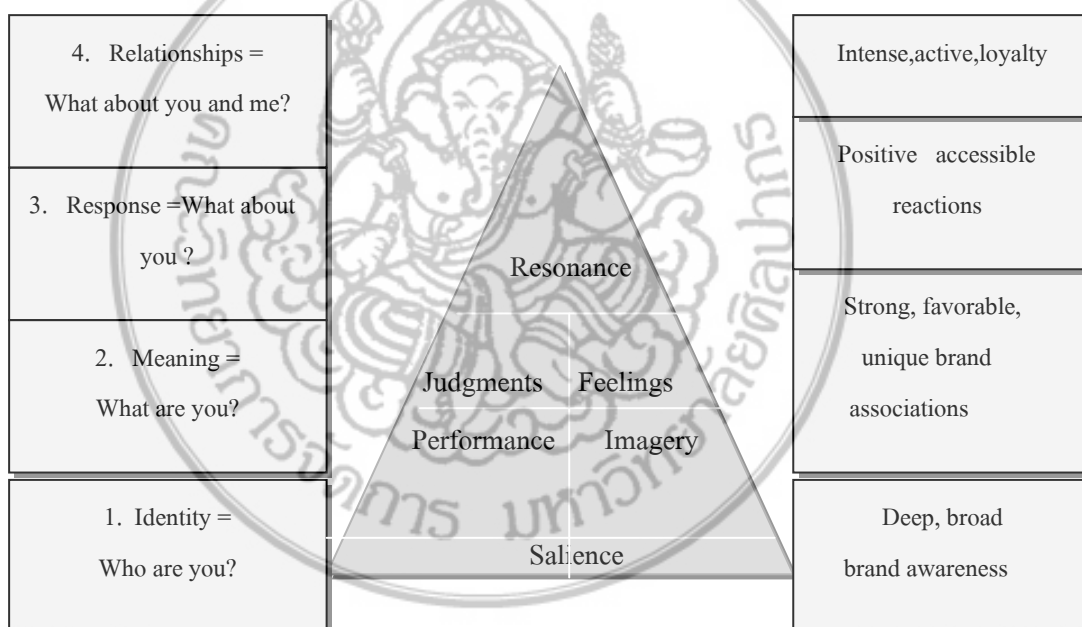 4. Relationships =
What about you and me?
3. Response =What about
you ?
2. Meaning =
What are you?
1. Identity =
Who are you?
Resonance
Judgments Feelings
Performance Imagery
Salience
Intense,active,loyalty
Positive accessible
reactions
Strong, favorable,
unique brand
associations
Deep, broad
brand awareness